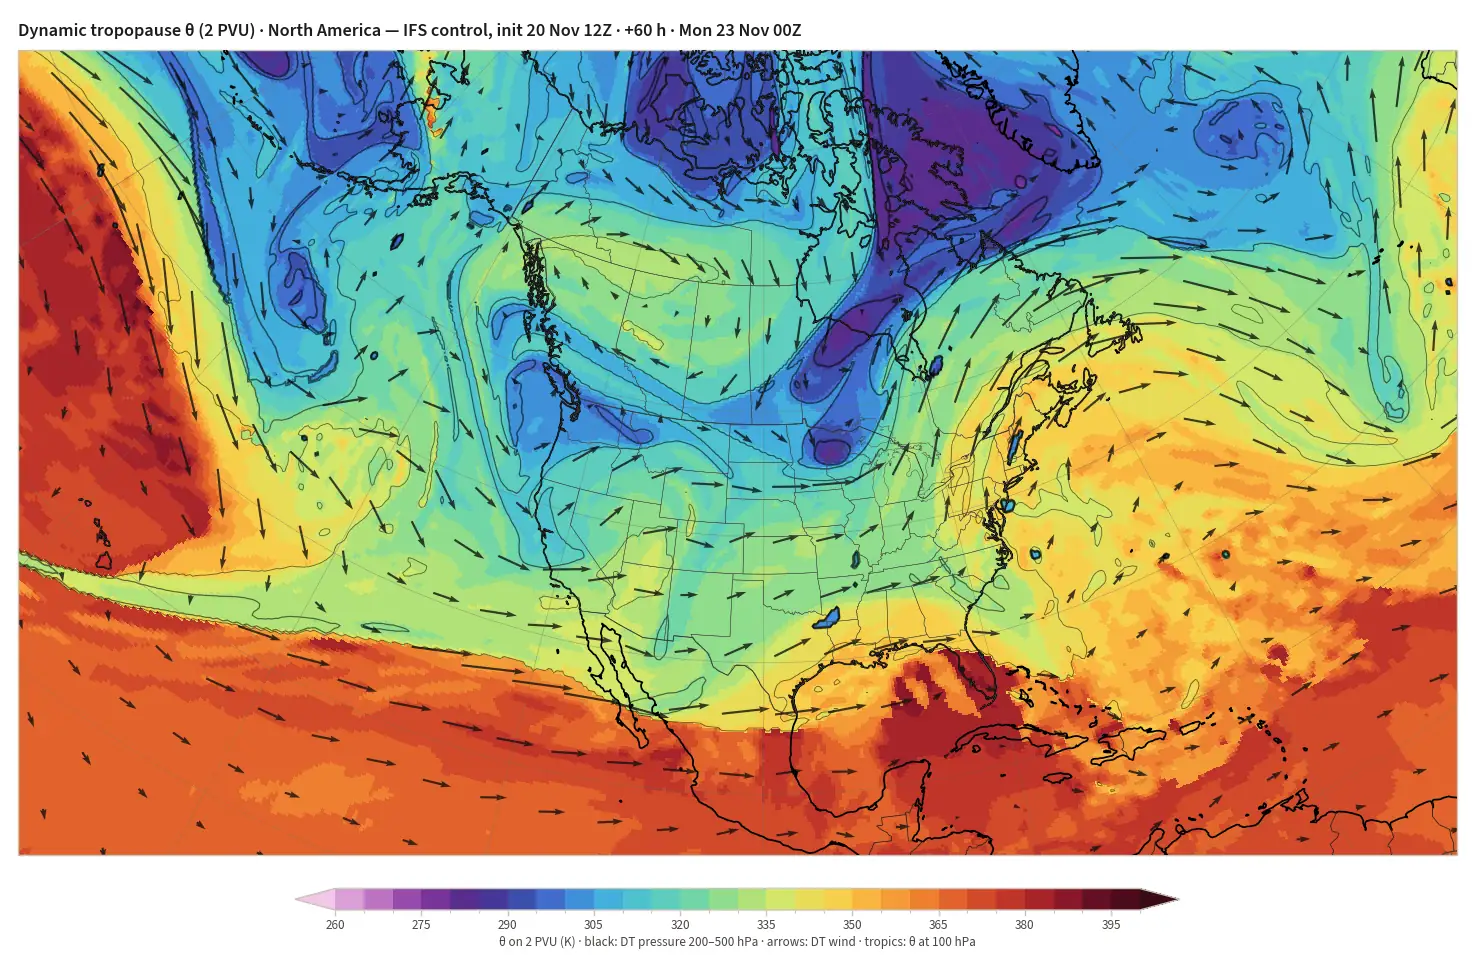 Dynamic tropopause θ (2 PVU) · North America — IFS control, init 20 Nov 12Z · +60 h · Mon 23 Nov 00Z
260 275 290 305 320 335 350 365 380 395
θ on 2 PVU (K) · black: DT pressure 200–500 hPa · arrows: DT wind · tropics: θ at 100 hPa